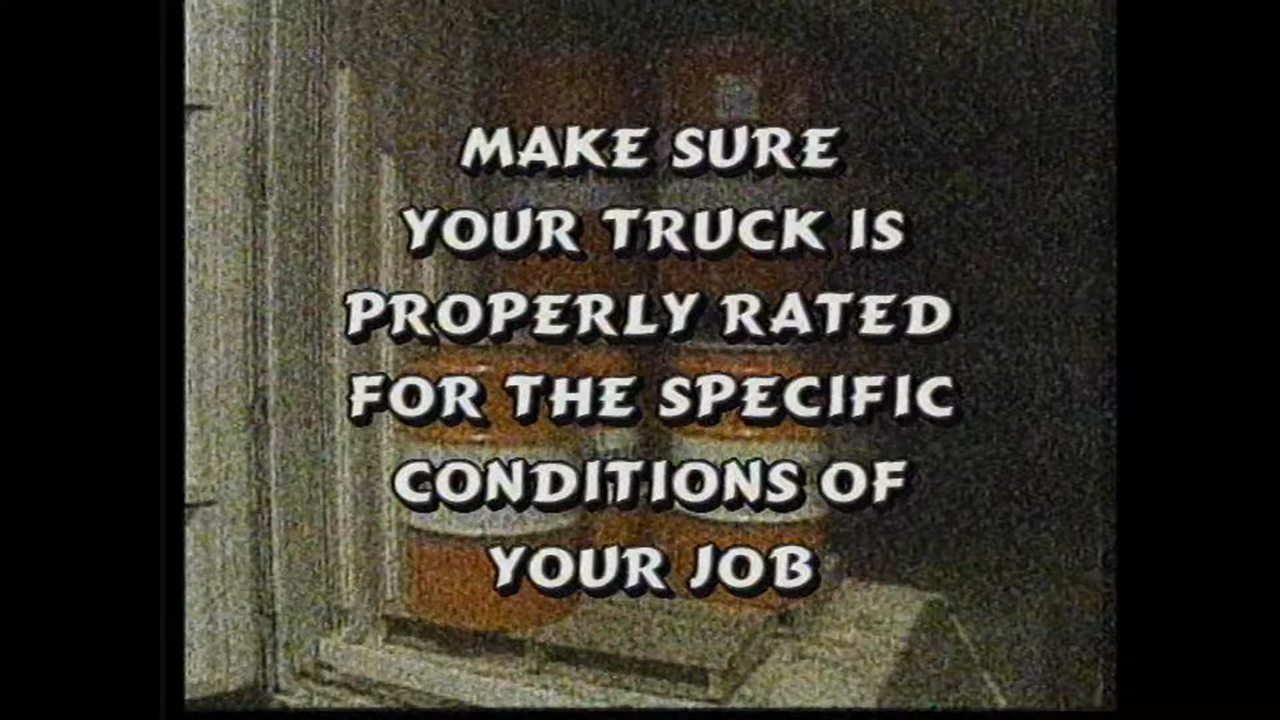 MAKE SURE
YOUR TRUCK IS
PROPERLY RATED
FOR THE SPECIFIC
CONDITIONS OF
YOUR JOB